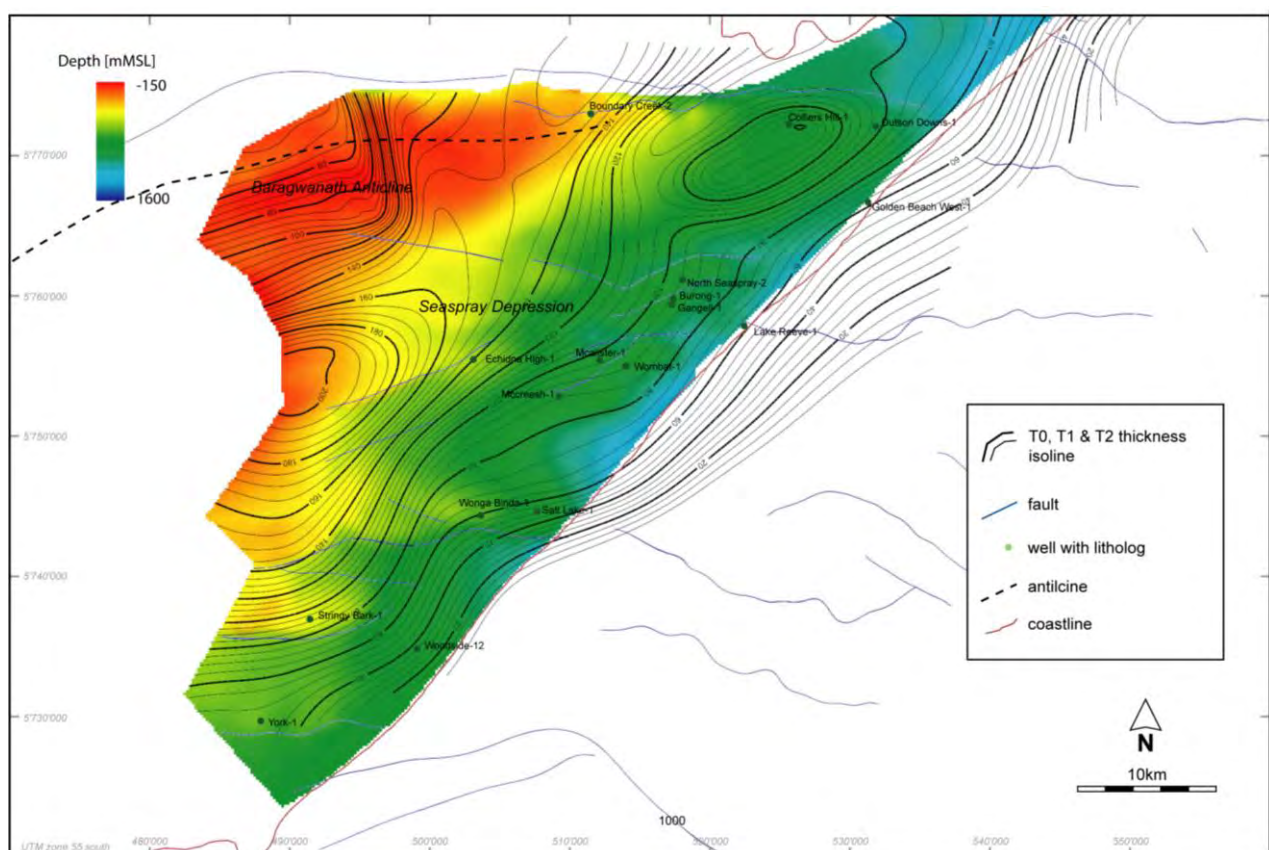 Depth [mMSL]
-150
1600
Boundary Creek-2
Colliers Hill-1
Dutson Downs-1
5'770'000
Baragwanath Anticline
Golden Beach West-1
North Seaspray-2
5'760'000
Seaspray Depression
Burong-1
Gangell-1
Lake Reeve-1
Echidna High-1
Mcalister-1
Wombat-1
Mccreesh-1
5'750'000
T0, T1 & T2 thickness
isoline
fault
well with litholog
antilcine
coastline
Wonga Binda-1
Salt Lake-1
5'740'000
Stringy Bark-1
Woodside-12
5'730'000
York-1
N
10km
1000
UTM zone 55 south
480'000
490'000
500'000
510'000
520'000
530'000
540'000
550'000